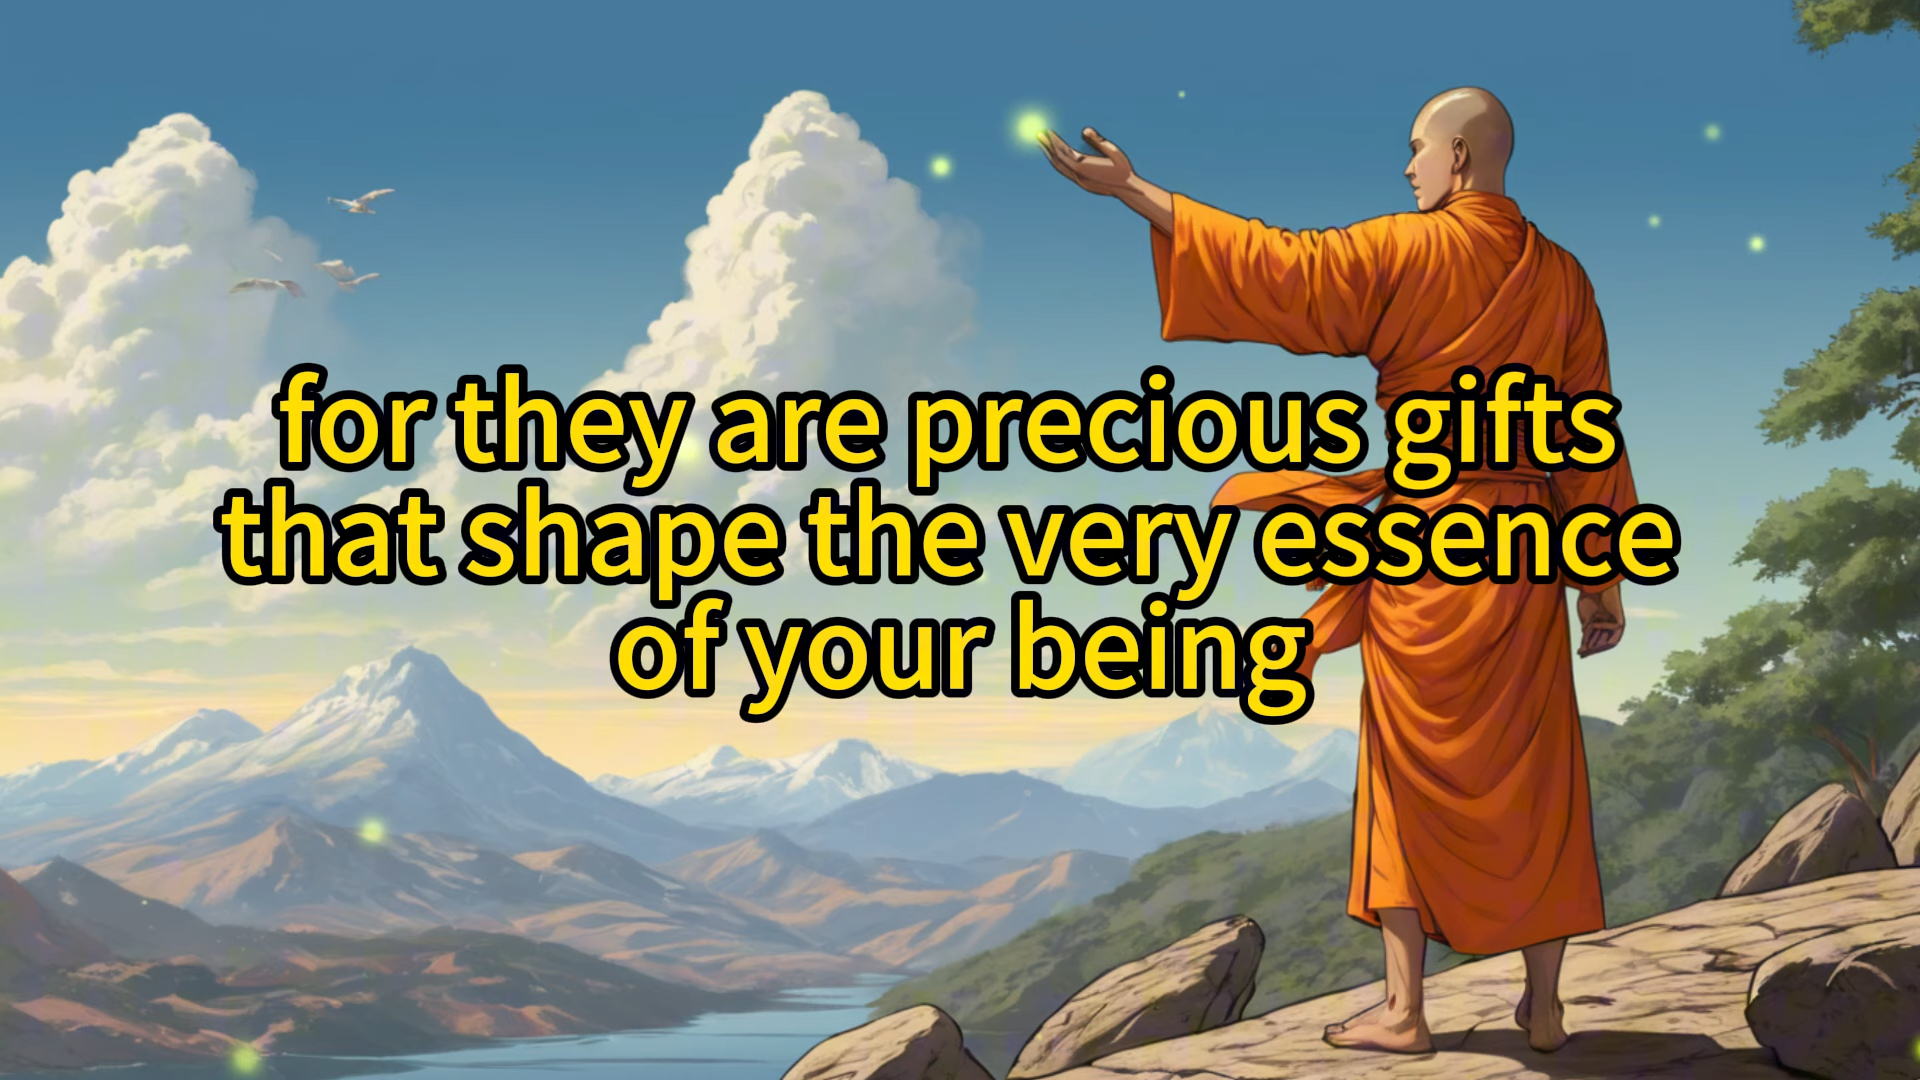 for they are precious gifts
that shape the very essence
of your being